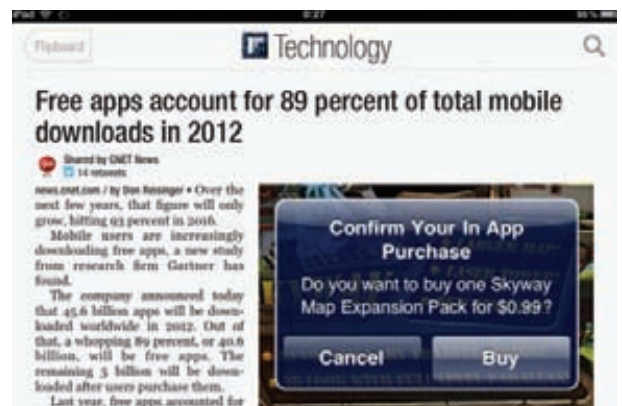 iPad
0:27
Flipboard
Technology
Free apps account for 89 percent of total mobile
downloads in 2012
Shared by CNET News
14 retweets
news.cnet.com / by Don Reisinger • Over the
next few years, that figure will only
grow, hitting 93 percent in 2016.
Mobile users are increasingly
downloading free apps, a new study
from research firm Gartner has
found.
The company announced today
that 45.6 billion apps will be down-
loaded worldwide in 2012. Out of
that, a whopping 89 percent, or 40.6
billion, will be free apps. The
remaining 5 billion will be down-
loaded after users purchase them.
Last year, free apps accounted for
Confirm Your In App
Purchase
Do you want to buy one Skyway
Map Expansion Pack for $0.99?
Cancel
Buy